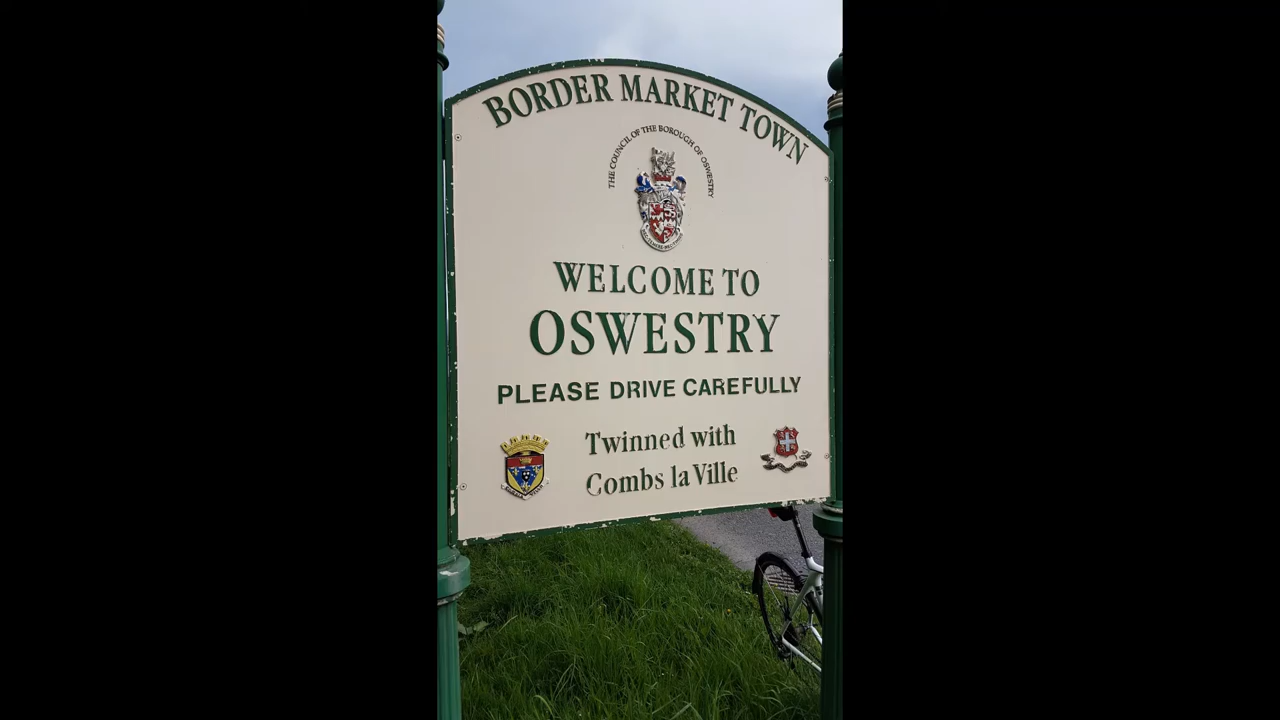 BORDER MARKET TOWN
THE COUNCIL OF THE BOROUGH OF OSWESTRY
WELCOME TO
OSWESTRY
PLEASE DRIVE CAREFULLY
Twinned with
Combs la Ville